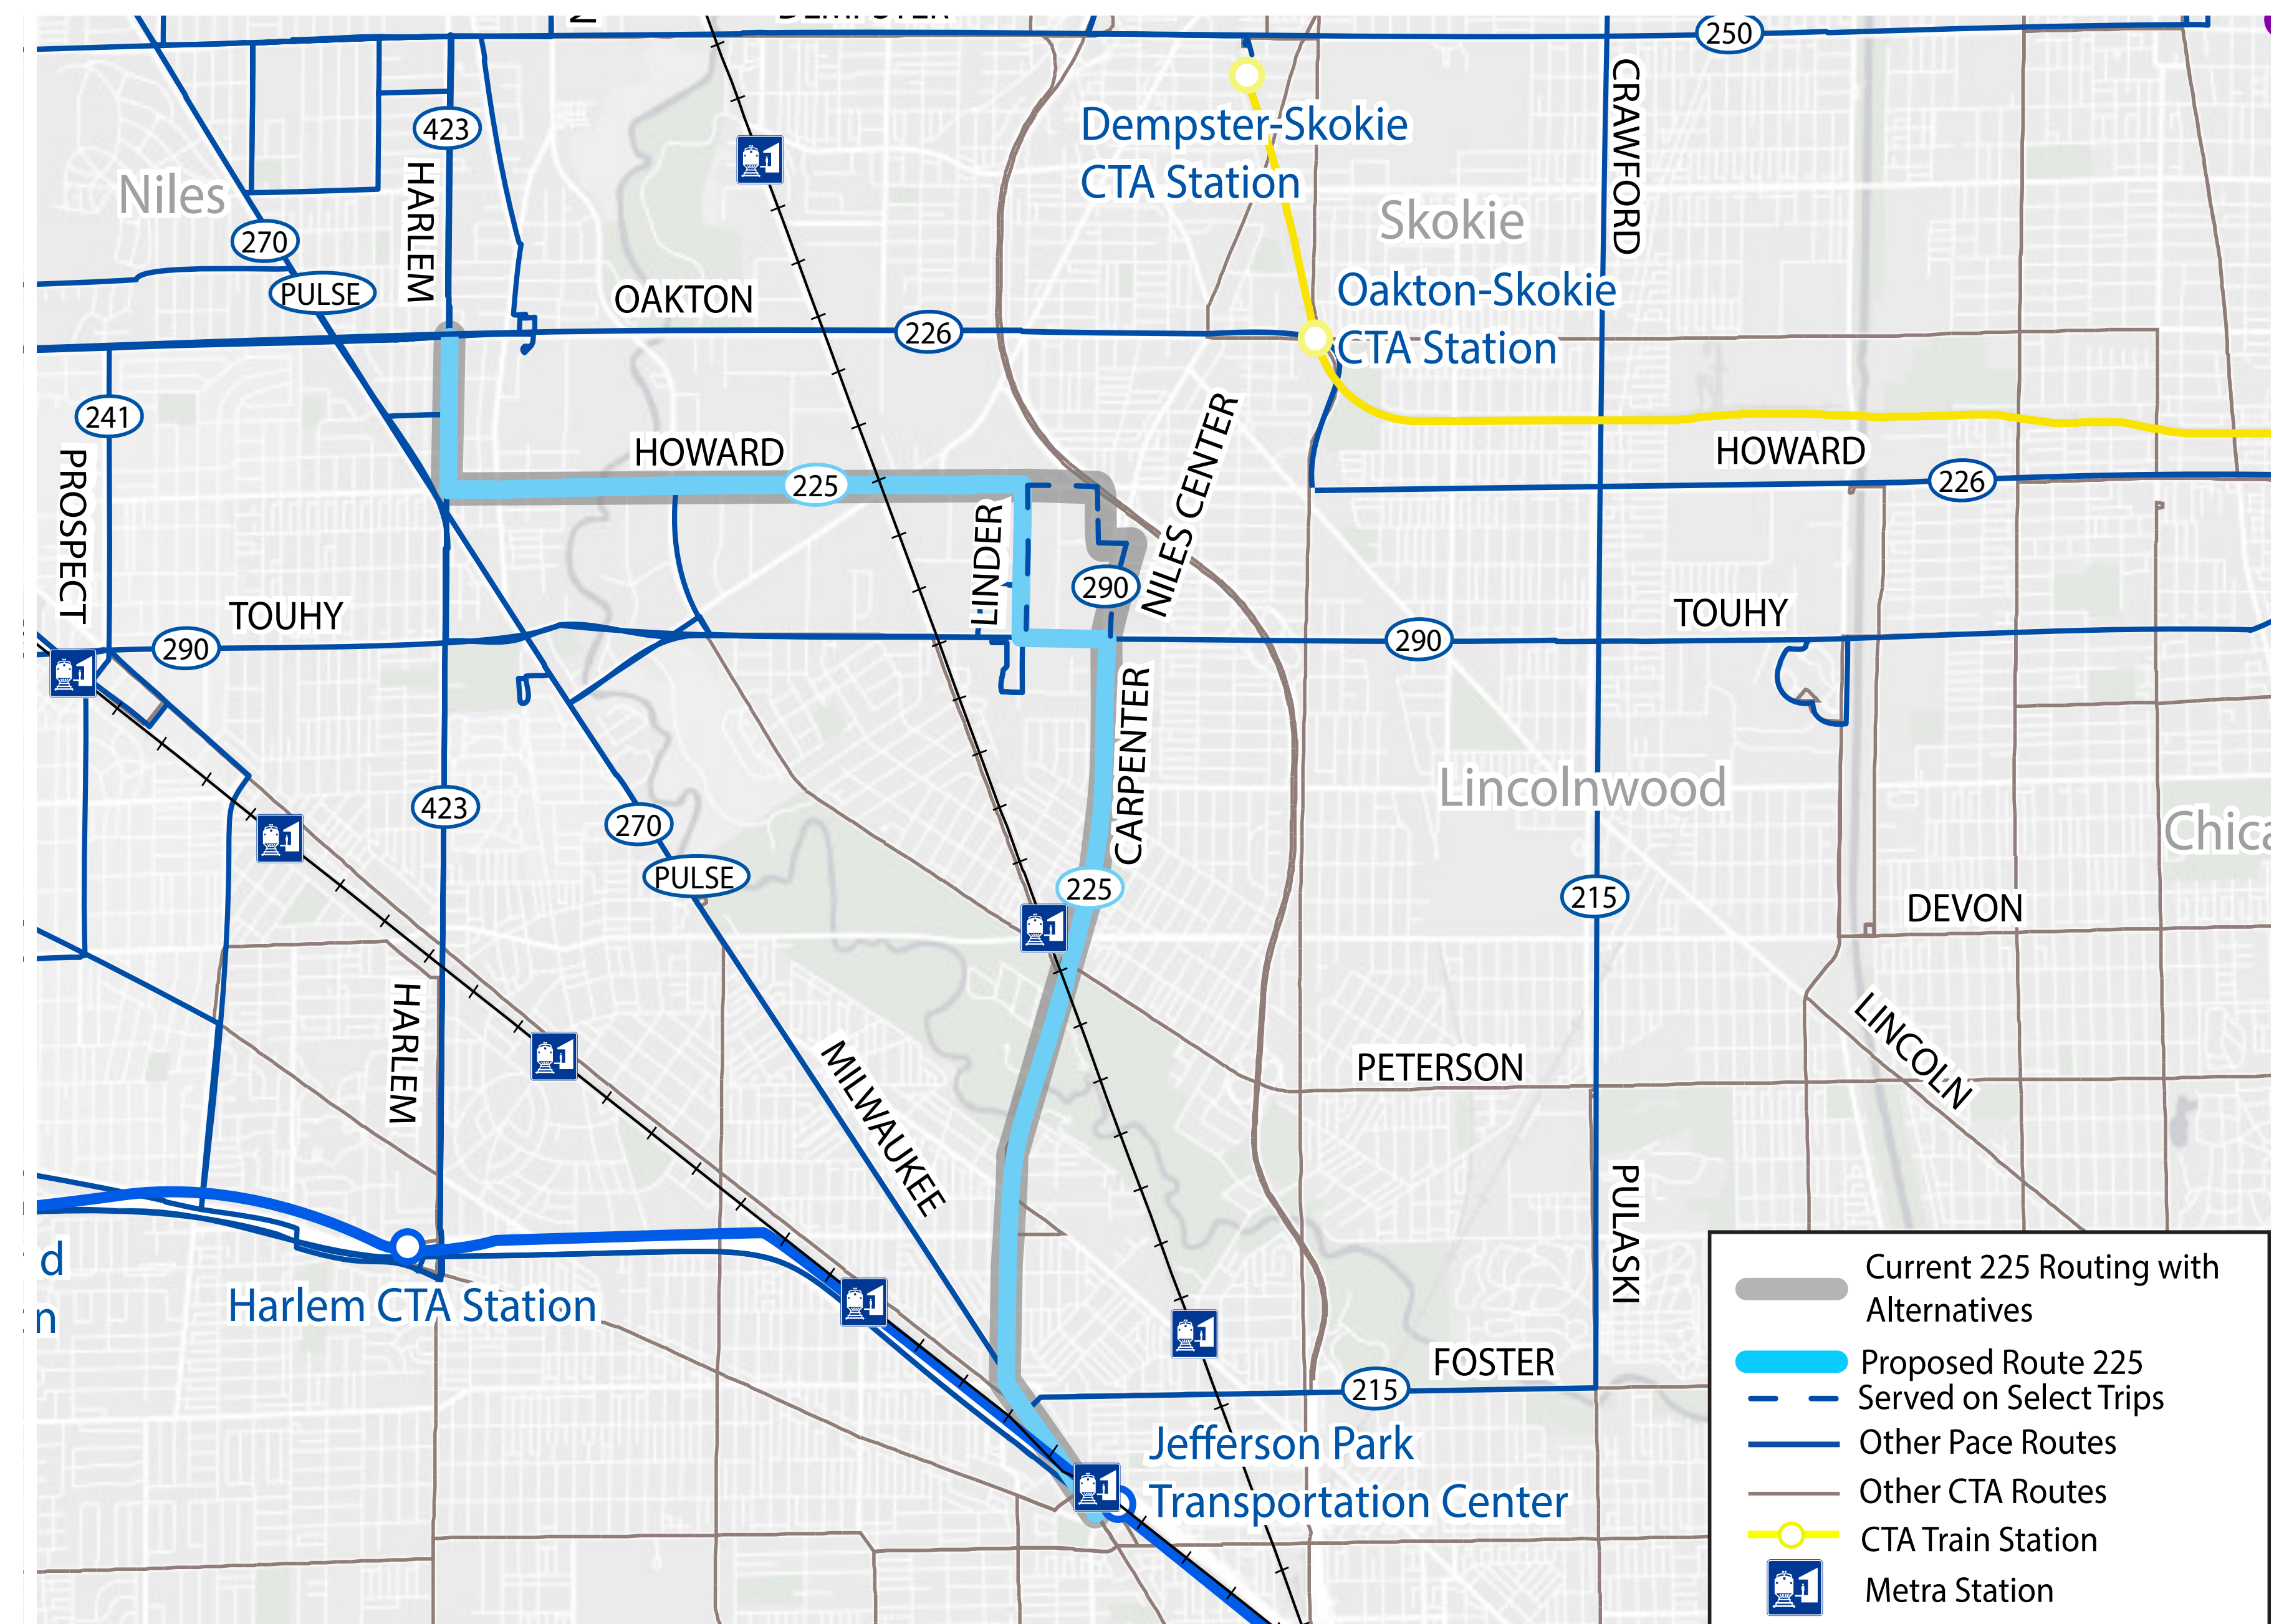 DEMPSTER
250
423
HARLEM
Niles
270
PULSE
Dempster-Skokie
CTA Station
Skokie
CRAWFORD
OAKTON
226
Oakton-Skokie
CTA Station
241
PROSPECT
HOWARD
225
NILES CENTER
HOWARD
226
LINDER
290
TOUHY
290
290
TOUHY
CARPENTER
423
270
PULSE
Lincolnwood
225
215
DEVON
HARLEM
MILWAUKEE
PETERSON
LINCOLN
PULASKI
d
n
Harlem CTA Station
FOSTER
215
Jefferson Park
Transportation Center
Current 225 Routing with
Alternatives
Proposed Route 225
Served on Select Trips
Other Pace Routes
Other CTA Routes
CTA Train Station
Metra Station